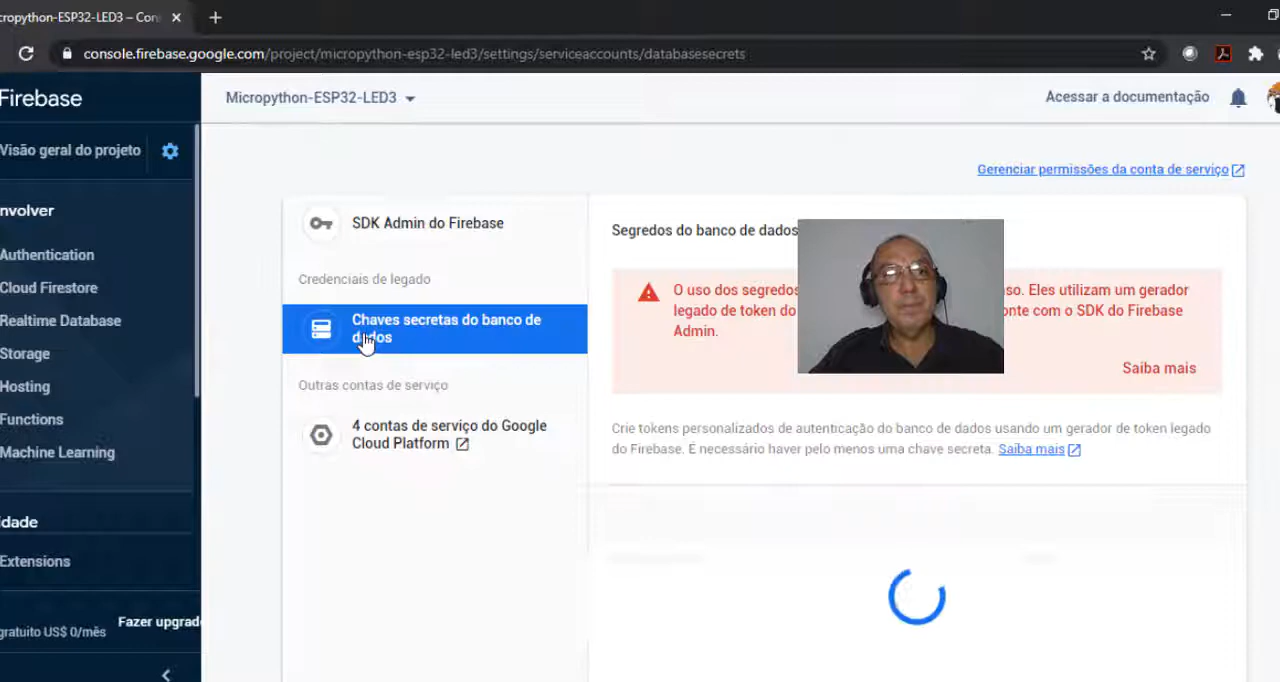 cropython-ESP32-LED3 – Con
console.firebase.google.com/project/micropython-esp32-led3/settings/serviceaccounts/databasesecrets
Firebase
Micropython-ESP32-LED3
Acessar a documentação
Visão geral do projeto
Gerenciar permissões da conta de serviço
nvolver
Authentication
Cloud Firestore
Realtime Database
Storage
Hosting
Functions
Machine Learning
idade
Extensions
gratuito US$ 0/mês
Fazer upgrad
SDK Admin do Firebase
Credenciais de legado
Chaves secretas do banco de
dados
Outras contas de serviço
4 contas de serviço do Google
Cloud Platform
Segredos do banco de dados
O uso dos segredos so. Eles utilizam um gerador
legado de token do onte com o SDK do Firebase
Admin.
Saiba mais
Crie tokens personalizados de autenticação do banco de dados usando um gerador de token legado
do Firebase. É necessário haver pelo menos uma chave secreta. Saiba mais